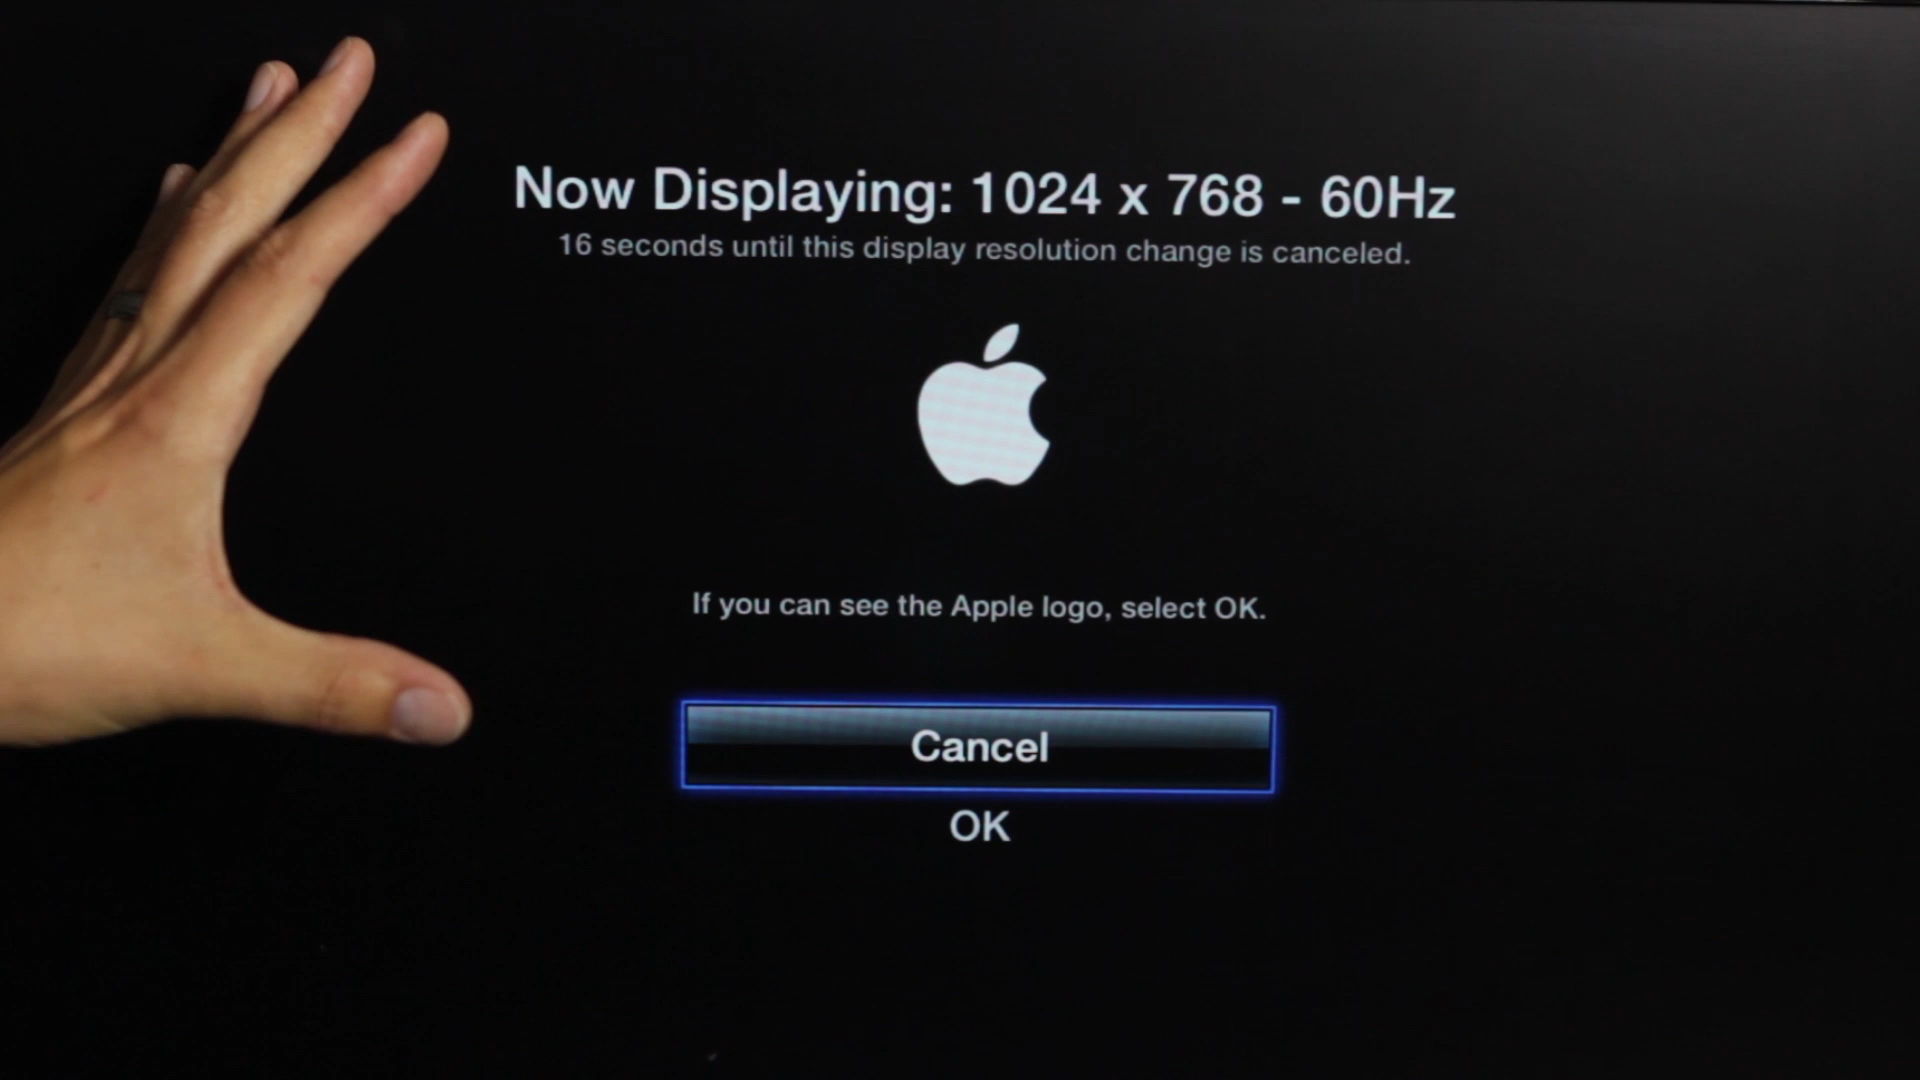 Now Displaying: 1024 x 768 - 60Hz
16 seconds until this display resolution change is canceled.
If you can see the Apple logo, select OK.
Cancel
OK